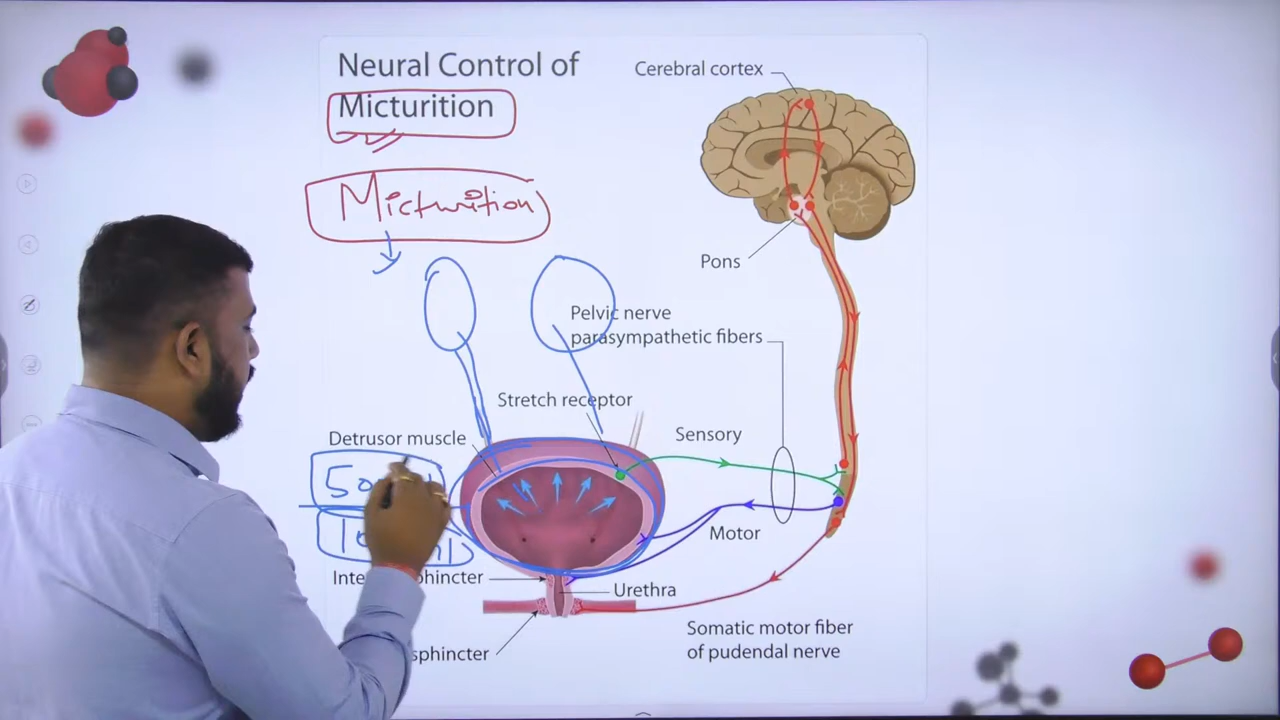 Neural Control of
Micturition
Cerebral cortex
Micturition
Pons
Pelvic nerve
parasympathetic fibers
Stretch receptor
Detrusor muscle
Sensory
Motor
Urethra
sphincter
Somatic motor fiber
of pudendal nerve